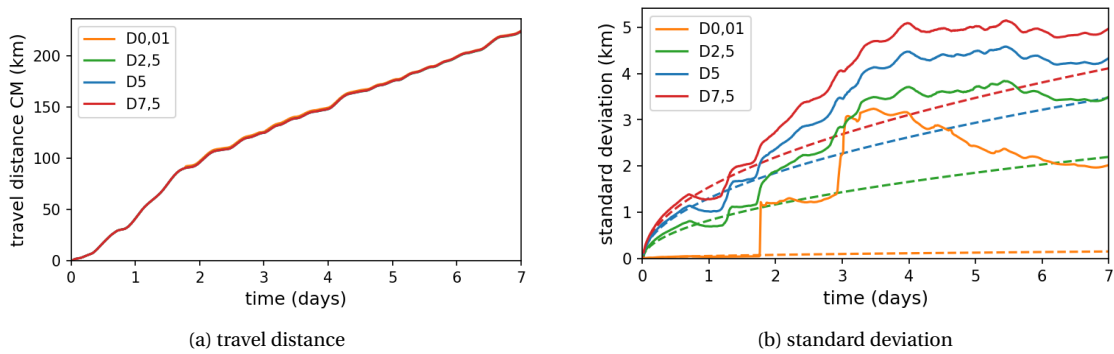 D0,01
D2,5
D5
D7,5
travel distance CM (km)
200
150
100
50
0
0 1 2 3 4 5 6 7
time (days)
(a) travel distance
D0,01
D2,5
D5
D7,5
standard deviation (km)
5
4
3
2
1
0
0 1 2 3 4 5 6 7
time (days)
(b) standard deviation